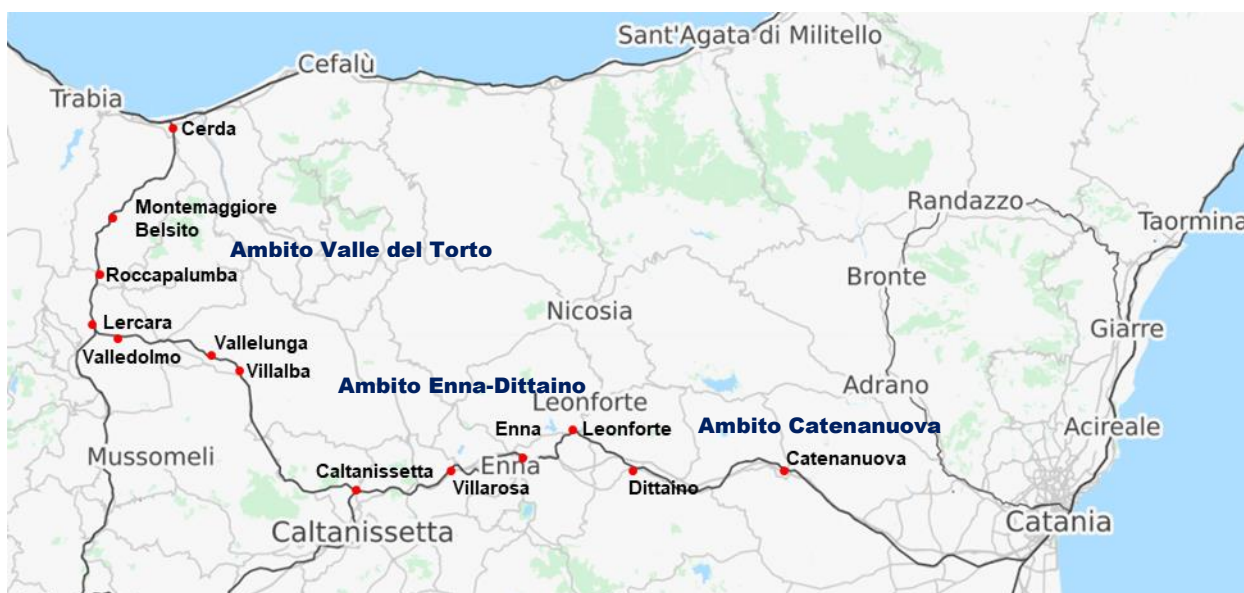 Sant'Agata di Militello
Cefalù
Trabia
Cerda
Randazzo
Montemaggiore
Belsito
Taormina
Ambito Valle del Torto
Roccapalumba
Bronte
Nicosia
Lercara
Giarre
Valledolmo
Vallelunga
Villalba
Ambito Enna-Dittaino
Adrano
Leonforte
Ambito Catenanuova
Acireale
Enna
Leonforte
Mussomeli
Caltanissetta
Enna
Catenanuova
Villarosa
Dittaino
Caltanissetta
Catania